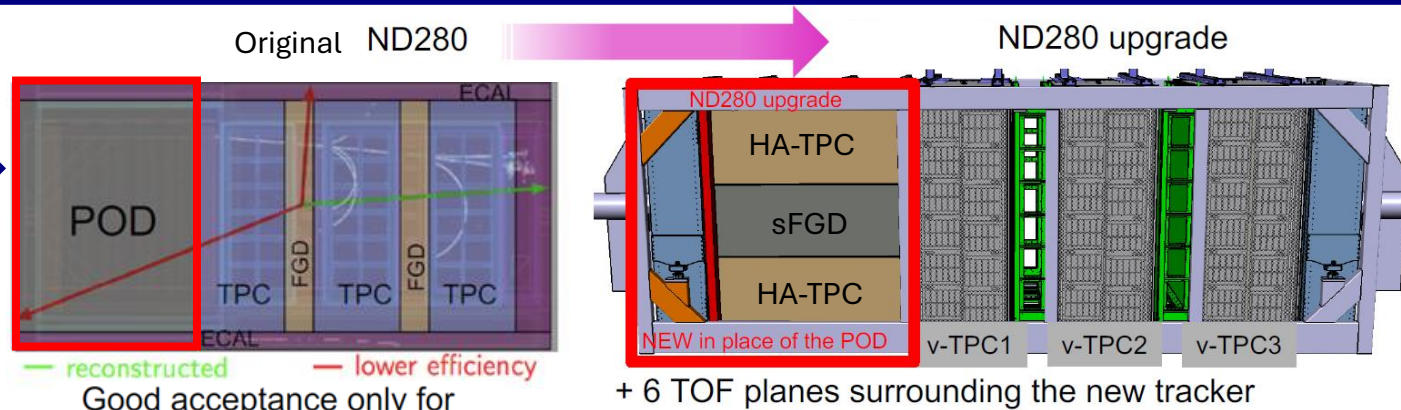 Original ND280
ND280 upgrade
ECAL
POD
TPC
FGD
TPC
FGD
TPC
ECAL
reconstructed
lower efficiency
Good acceptance only for
ND280 upgrade
HA-TPC
sFGD
HA-TPC
NEW in place of the POD
v-TPC1
v-TPC2
v-TPC3
+ 6 TOF planes surrounding the new tracker